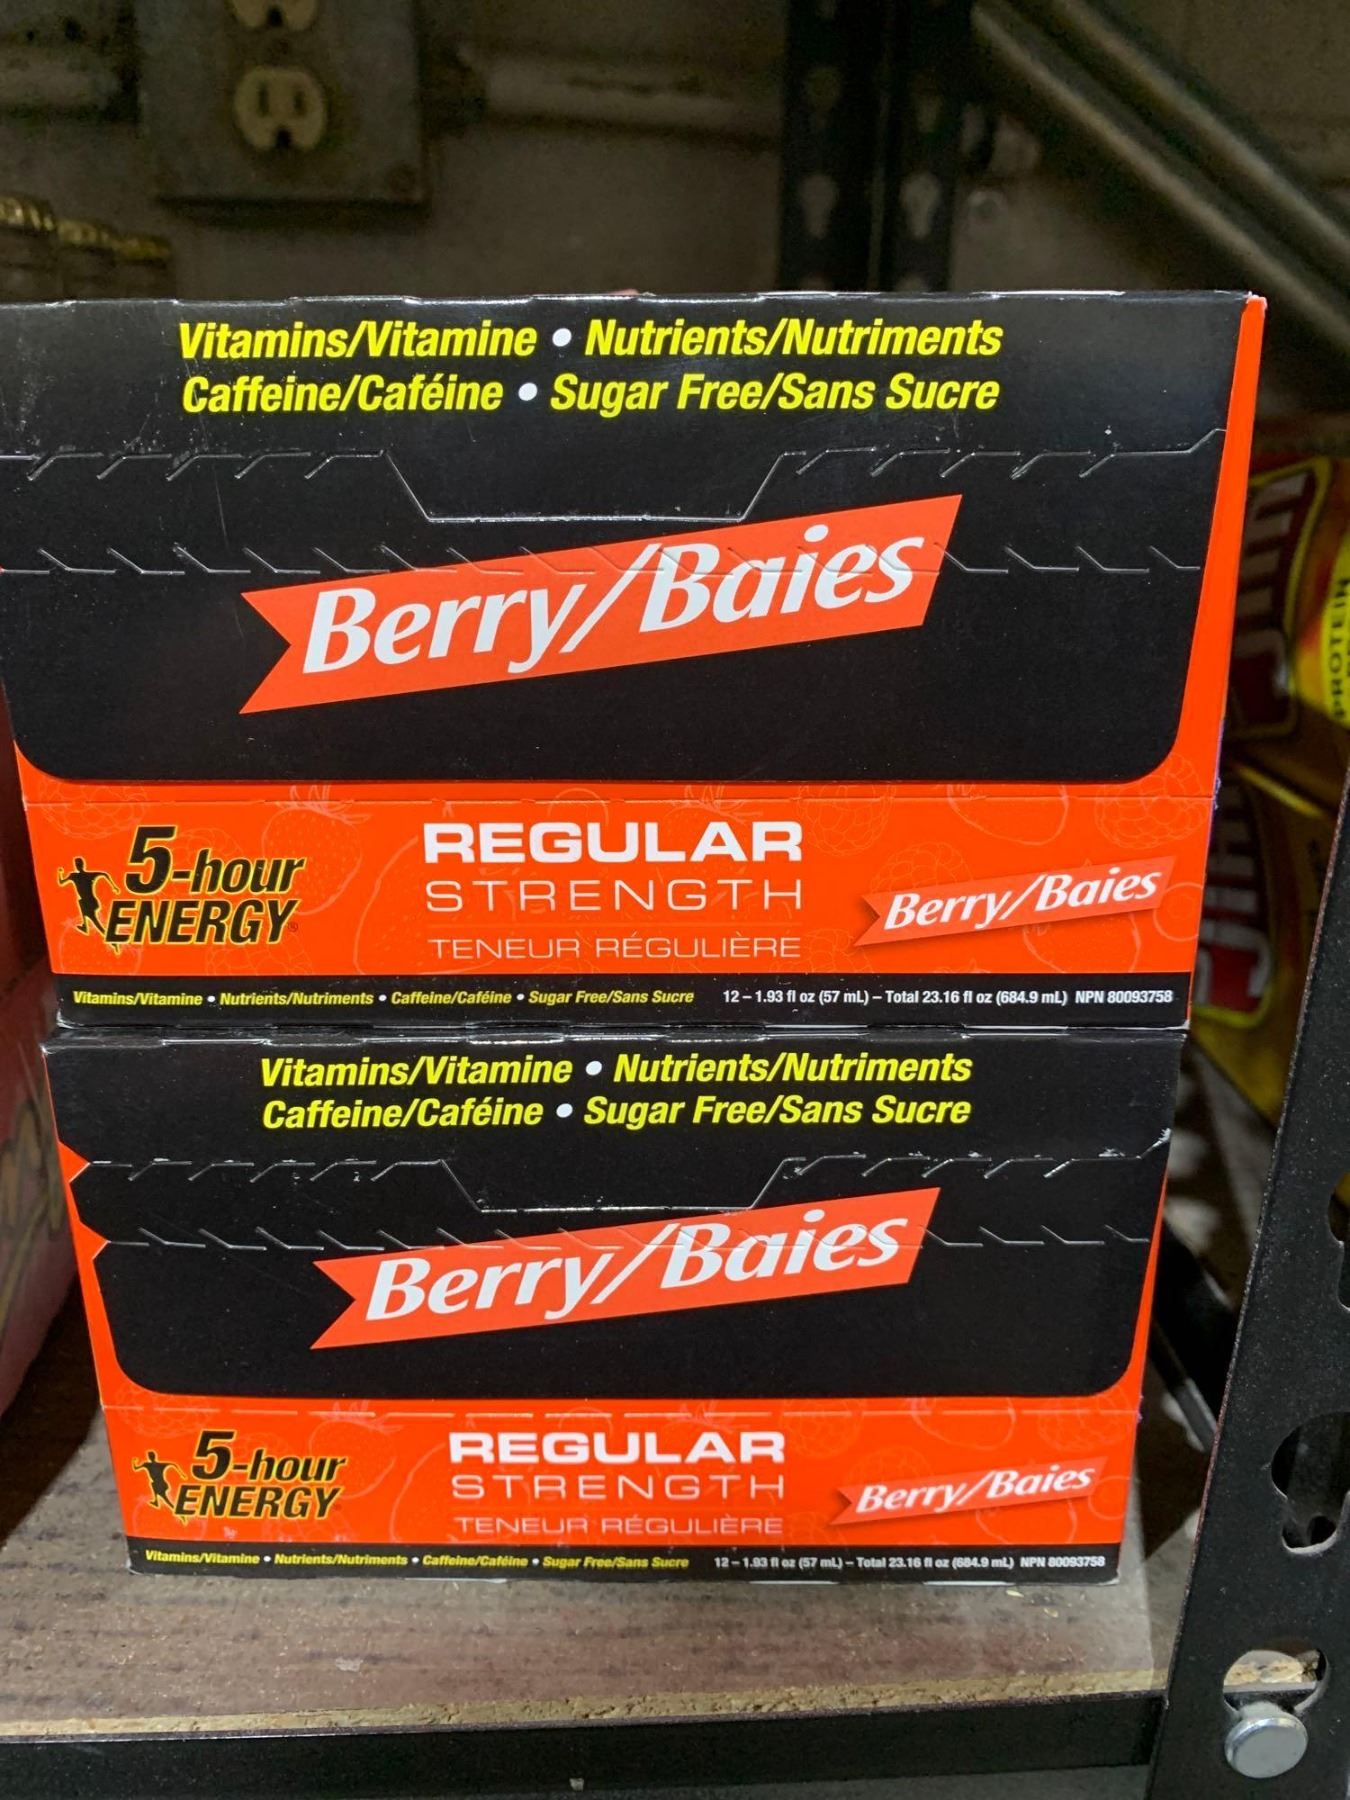 Vitamins/Vitamine • Nutrients/Nutriments
Caffeine/Caféine • Sugar Free/Sans Sucre
Berry/Baies
5-hour
ENERGY®
REGULAR
STRENGTH
TENEUR RÉGULIÈRE
Berry/Baies
Vitamins/Vitamine • Nutrients/Nutriments • Caffeine/Caféine • Sugar Free/Sans Sucre 12 – 1.93 fl oz (57 mL) – Total 23.16 fl oz (684.9 mL) NPN 80093758
Vitamins/Vitamine • Nutrients/Nutriments
Caffeine/Caféine • Sugar Free/Sans Sucre
Berry/Baies
5-hour
ENERGY
REGULAR
STRENGTH
TENEUR RÉGULIÈRE
Berry/Baies
Vitamins/Vitamine • Nutrients/Nutriments • Caffeine/Caféine • Sugar Free/Sans Sucre 12 – 1.93 fl oz (57 mL) – Total 23.16 fl oz (684.9 mL) NPN 80093758
PROTEIN